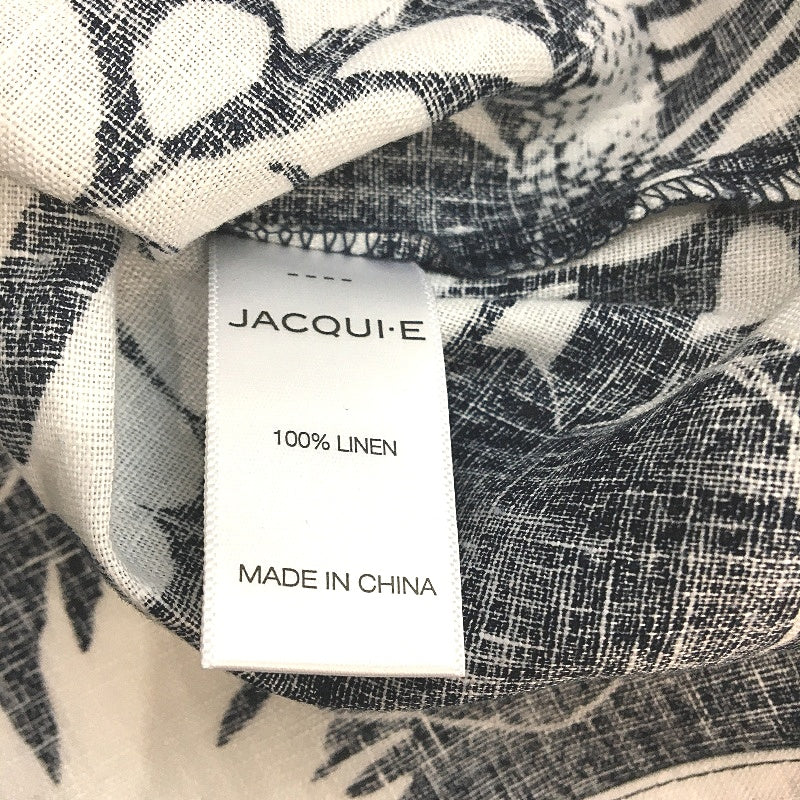 ----
JACQUI·E
100% LINEN
MADE IN CHINA